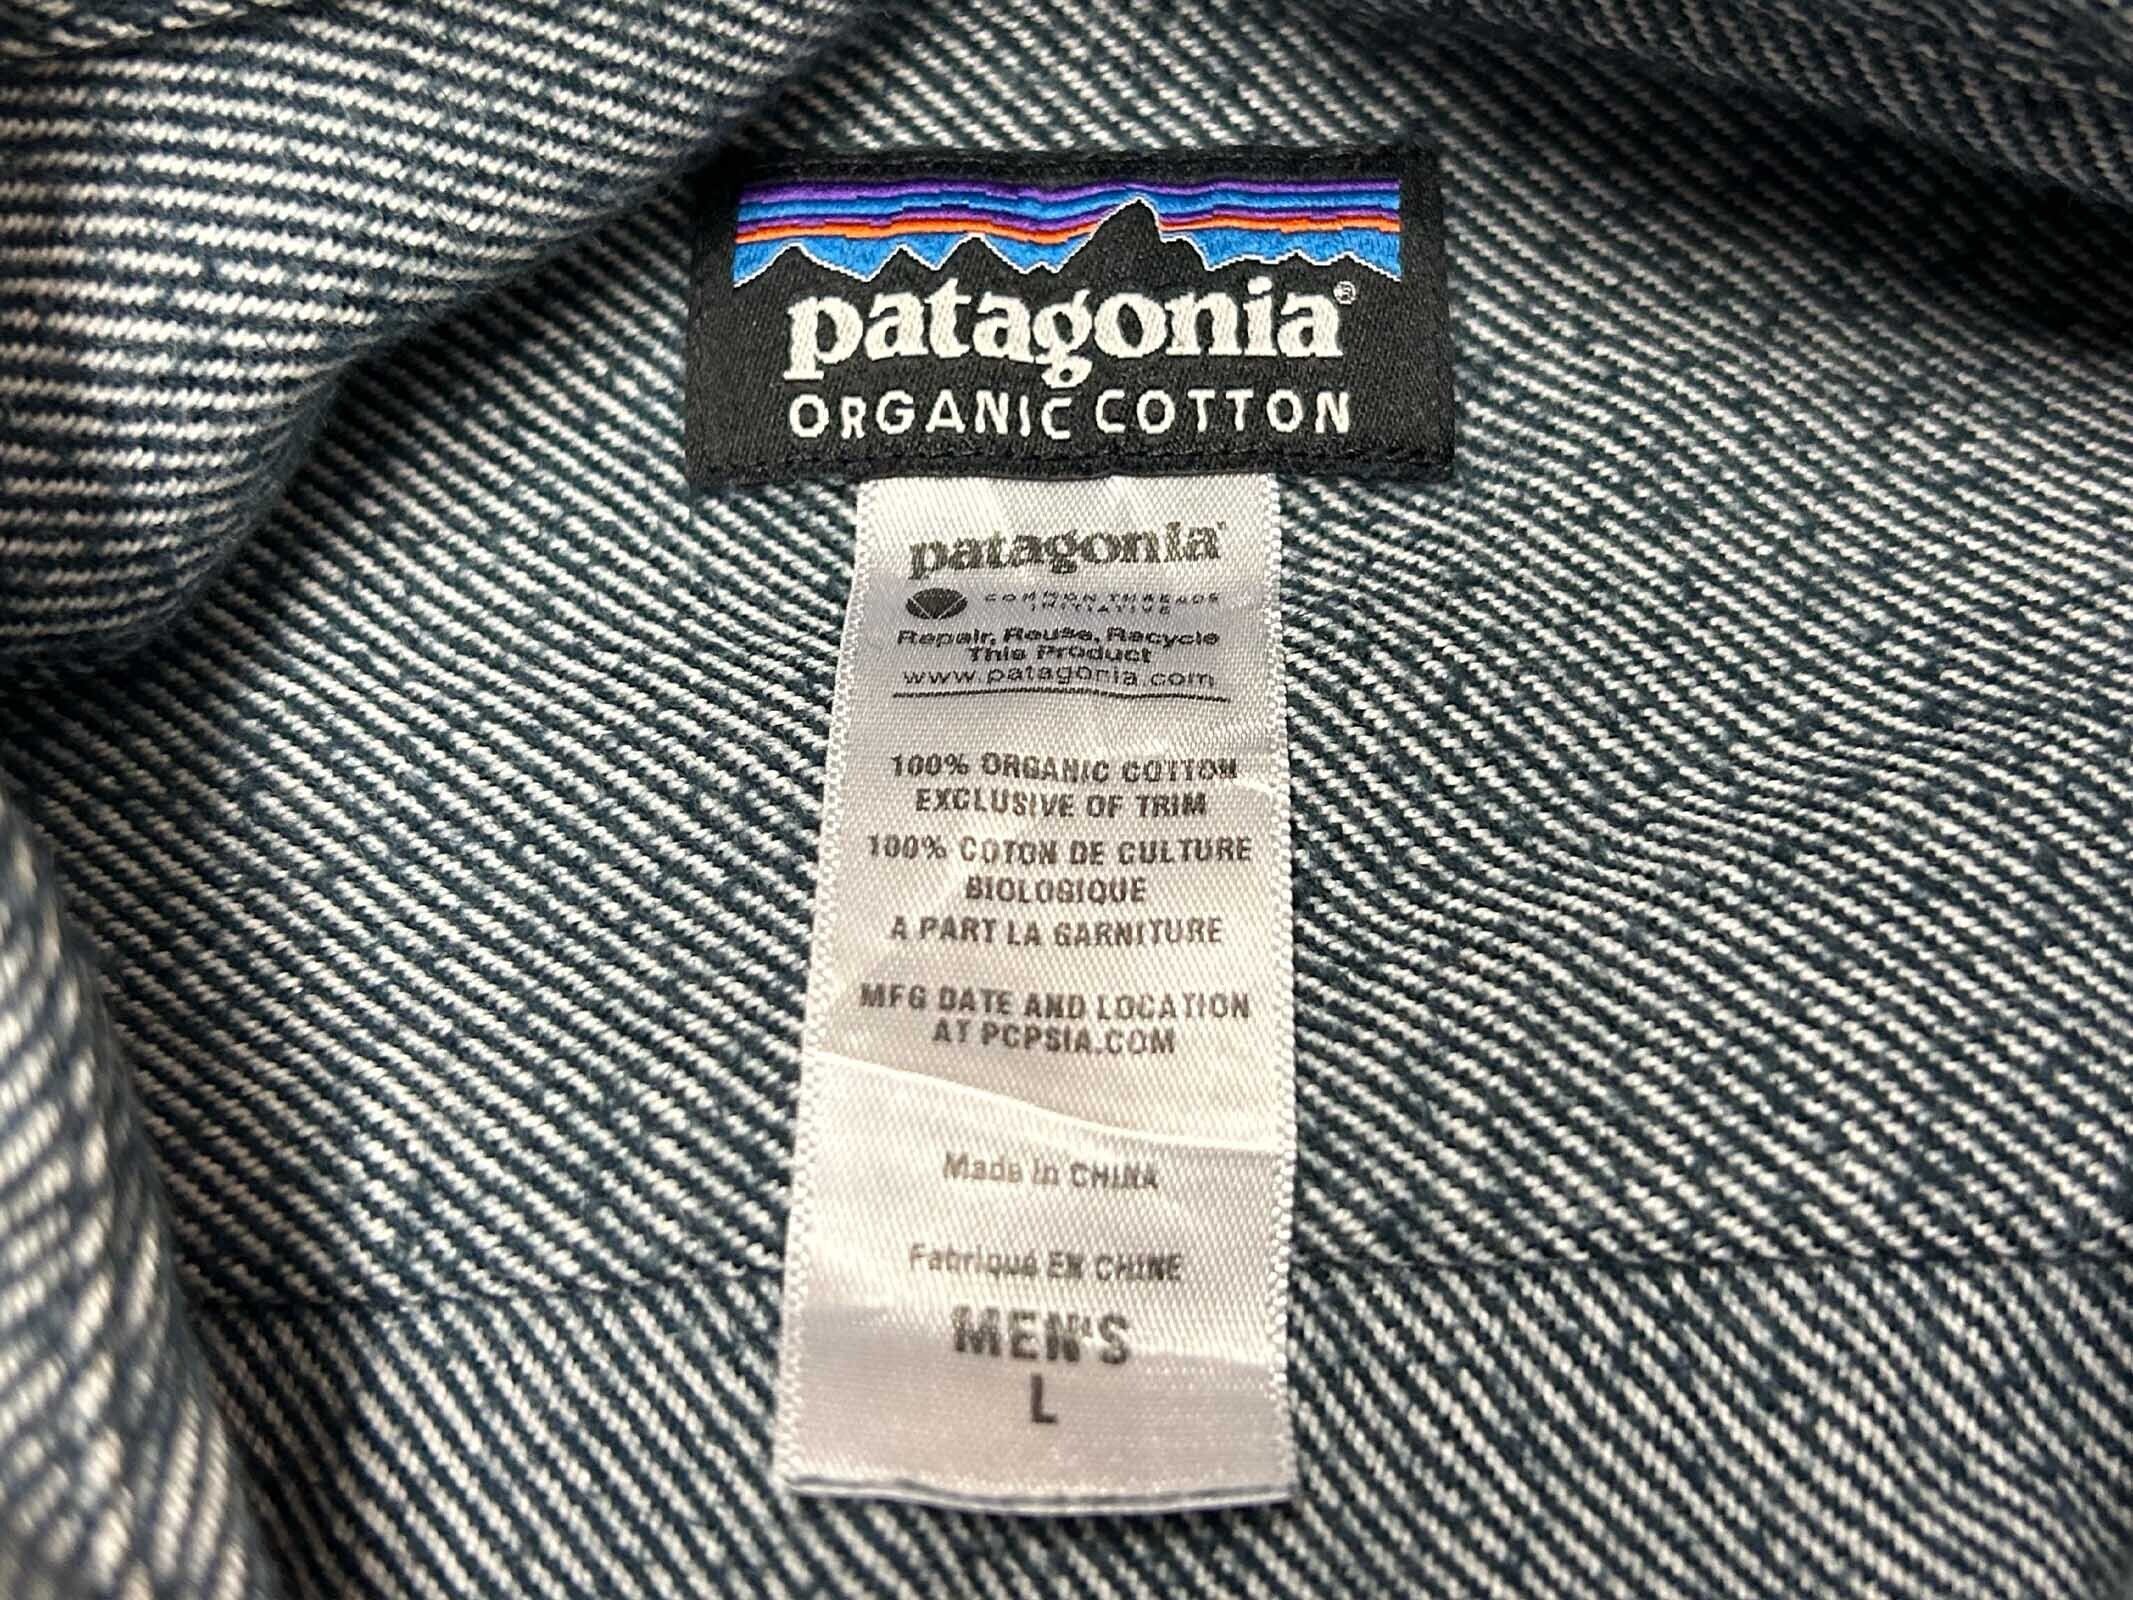 patagonia®
ORGANIC COTTON
patagonia
COMMON THREADS
INITIATIVE
Repair, Reuse, Recycle
This Product
www.patagonia.com
100% ORGANIC COTTON
EXCLUSIVE OF TRIM
100% COTON DE CULTURE
BIOLOGIQUE
A PART LA GARNITURE
MFG DATE AND LOCATION
AT PCPSIA.COM
Made in CHINA
Fabriqué EN CHINE
MEN'S
L